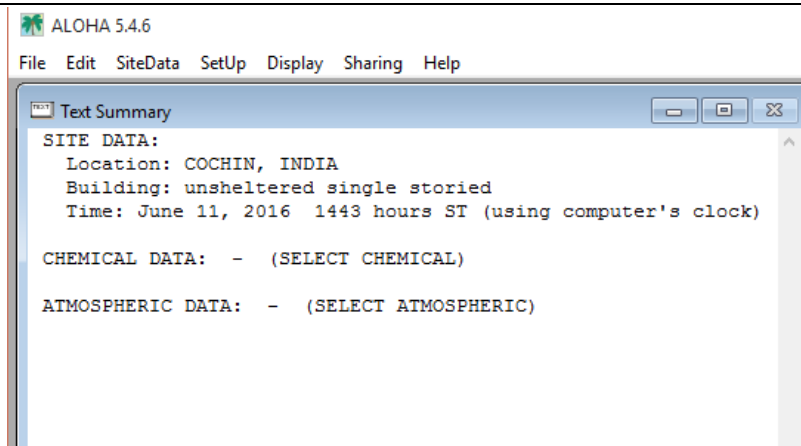 ALOHA 5.4.6
File Edit SiteData SetUp Display Sharing Help
TEXT Text Summary
SITE DATA:
Location: COCHIN, INDIA
Building: unsheltered single storied
Time: June 11, 2016 1443 hours ST (using computer's clock)
CHEMICAL DATA: - (SELECT CHEMICAL)
ATMOSPHERIC DATA: - (SELECT ATMOSPHERIC)